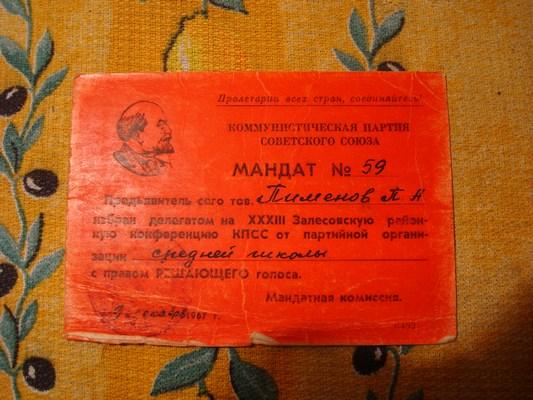 Пролетарии всех стран, соединяйтесь!
КОММУНИСТИЧЕСКАЯ ПАРТИЯ
СОВЕТСКОГО СОЮЗА
МАНДАТ № 59
Предъявитель сего тов. Пименов П А
избран делегатом на XXXIII Залесовскую район-
ную конференцию КПСС от партийной органи-
зации средней школы
с правом РЕШАЮЩЕГО голоса.
Мандатная комиссия.
1967 г.